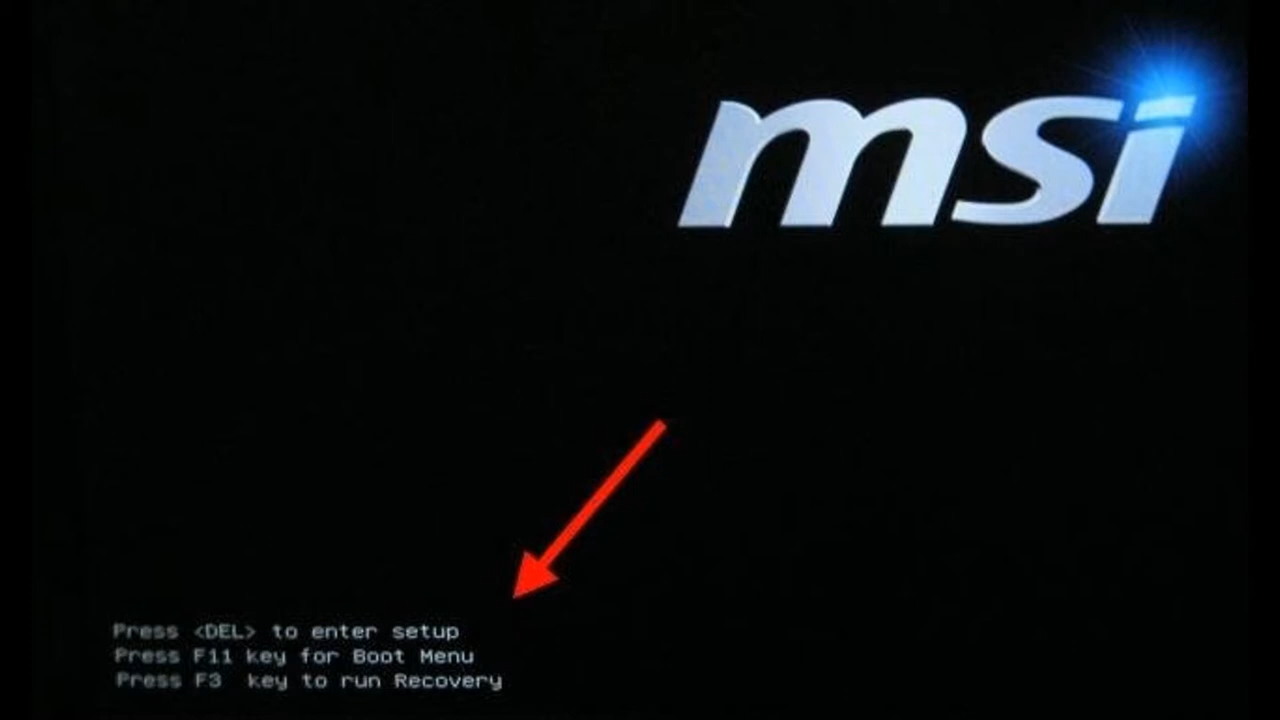 msi
Press <DEL> to enter setup
Press F11 key for Boot Menu
Press F3 key to run Recovery